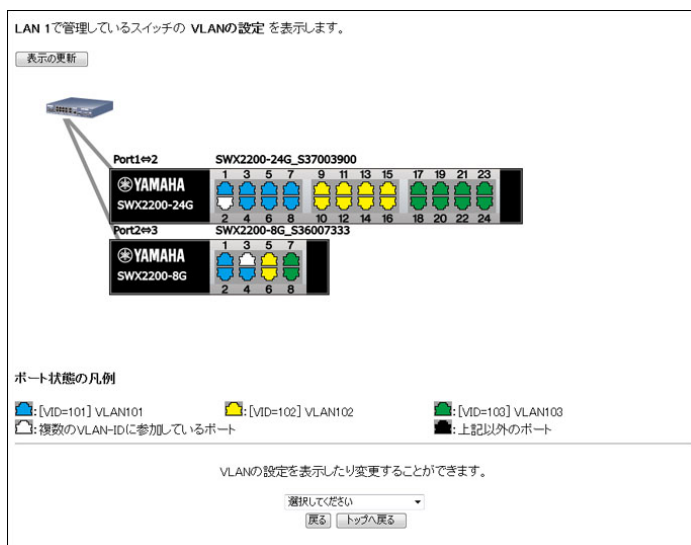 LAN 1で管理しているスイッチの VLANの設定 を表示します。
表示の更新
Port1⇔2 SWX2200-24G_S37003900
1 3 5 7 9 11 13 15 17 19 21 23
YAMAHA
SWX2200-24G
2 4 6 8 10 12 14 16 18 20 22 24
Port2⇔3 SWX2200-8G_S36007333
1 3 5 7
YAMAHA
SWX2200-8G
2 4 6 8
ポート状態の凡例
:[VID=101] VLAN101 :[VID=102] VLAN102 :[VID=103] VLAN103
:複数のVLAN-IDに参加しているポート :上記以外のポート
VLANの設定を表示したり変更することができます。
選択してください
戻る トップへ戻る